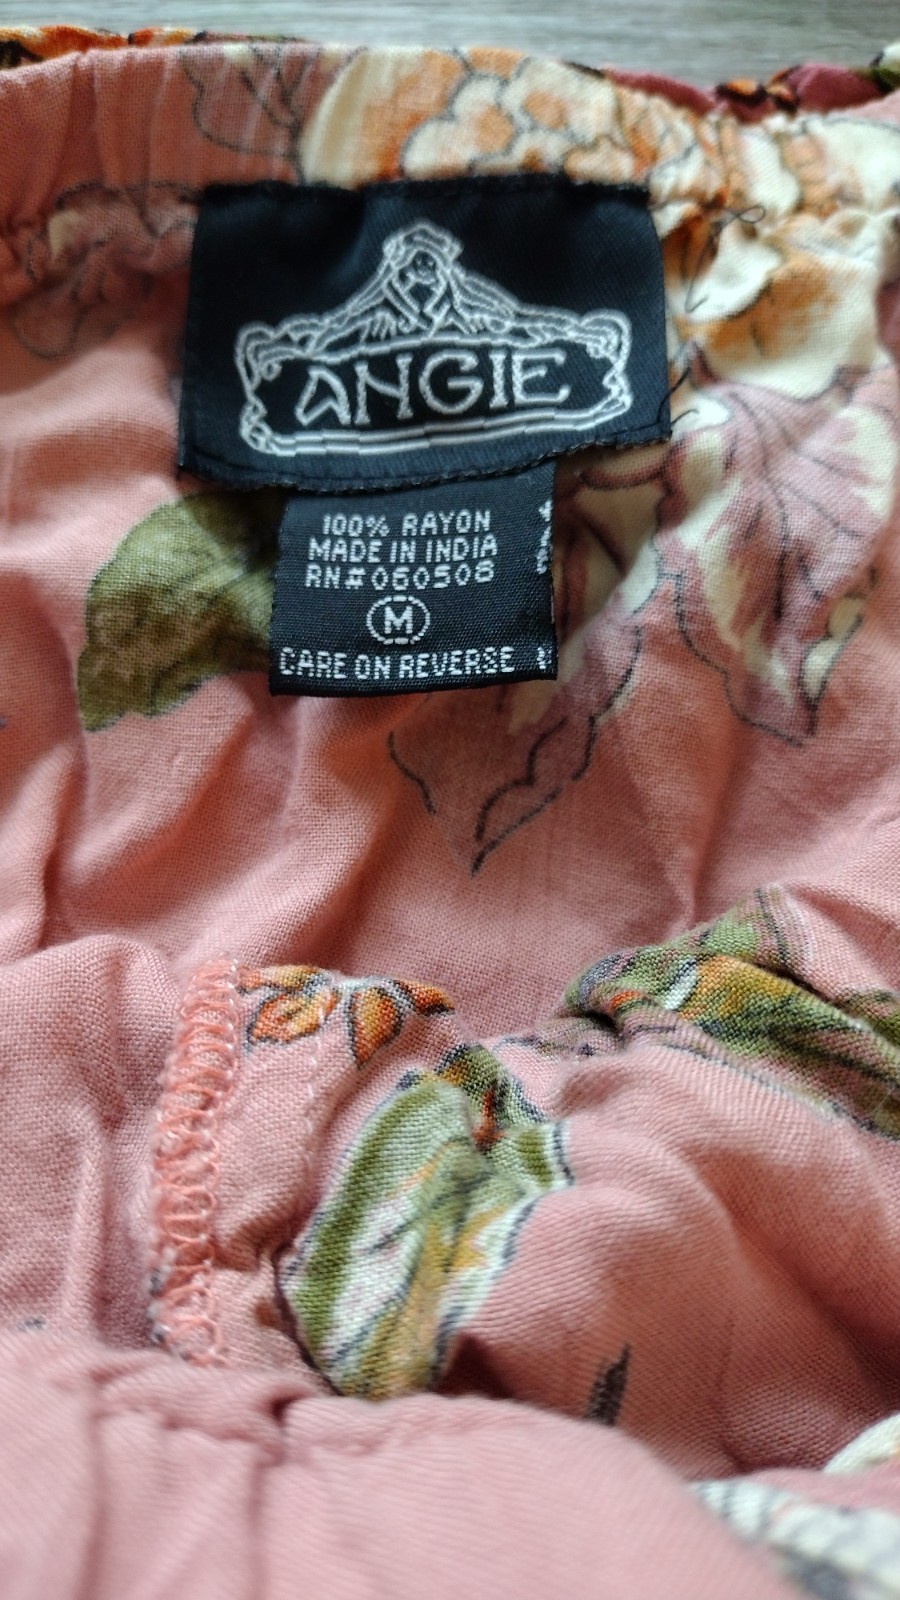 ANGIE
100% RAYON
MADE IN INDIA
RN#060508
M
CARE ON REVERSE